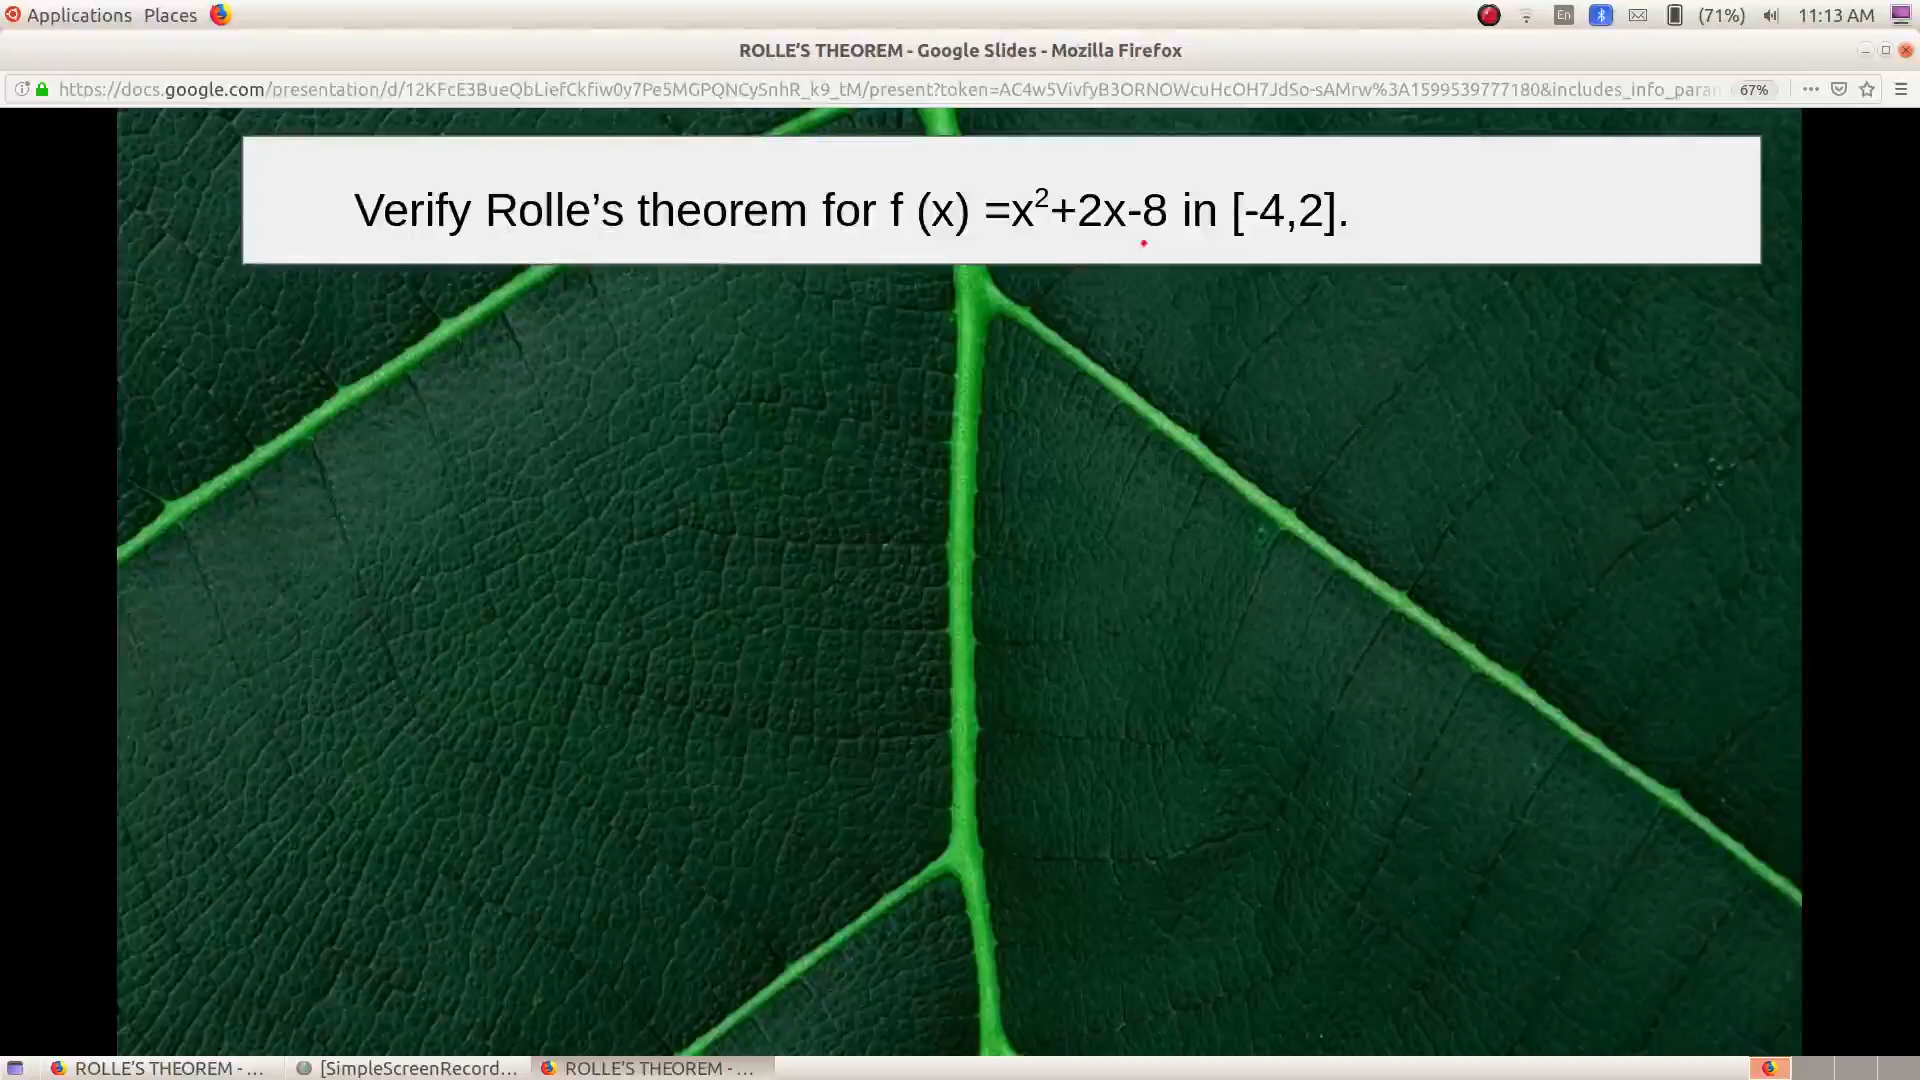 Applications Places En (71%) 11:13 AM
ROLLE’S THEOREM - Google Slides - Mozilla Firefox
https://docs.google.com/presentation/d/12KFcE3BueQbLiefCkfiw0y7Pe5MGPQNCySnhR_k9_tM/present?token=AC4w5VivfyB3ORNOWcuHcOH7JdSo-sAMrw%3A1599539777180&includes_info_param 67%
Verify Rolle’s theorem for f (x) =x²+2x-8 in [-4,2].
ROLLE’S THEOREM - ... [SimpleScreenRecord... ROLLE’S THEOREM - ...